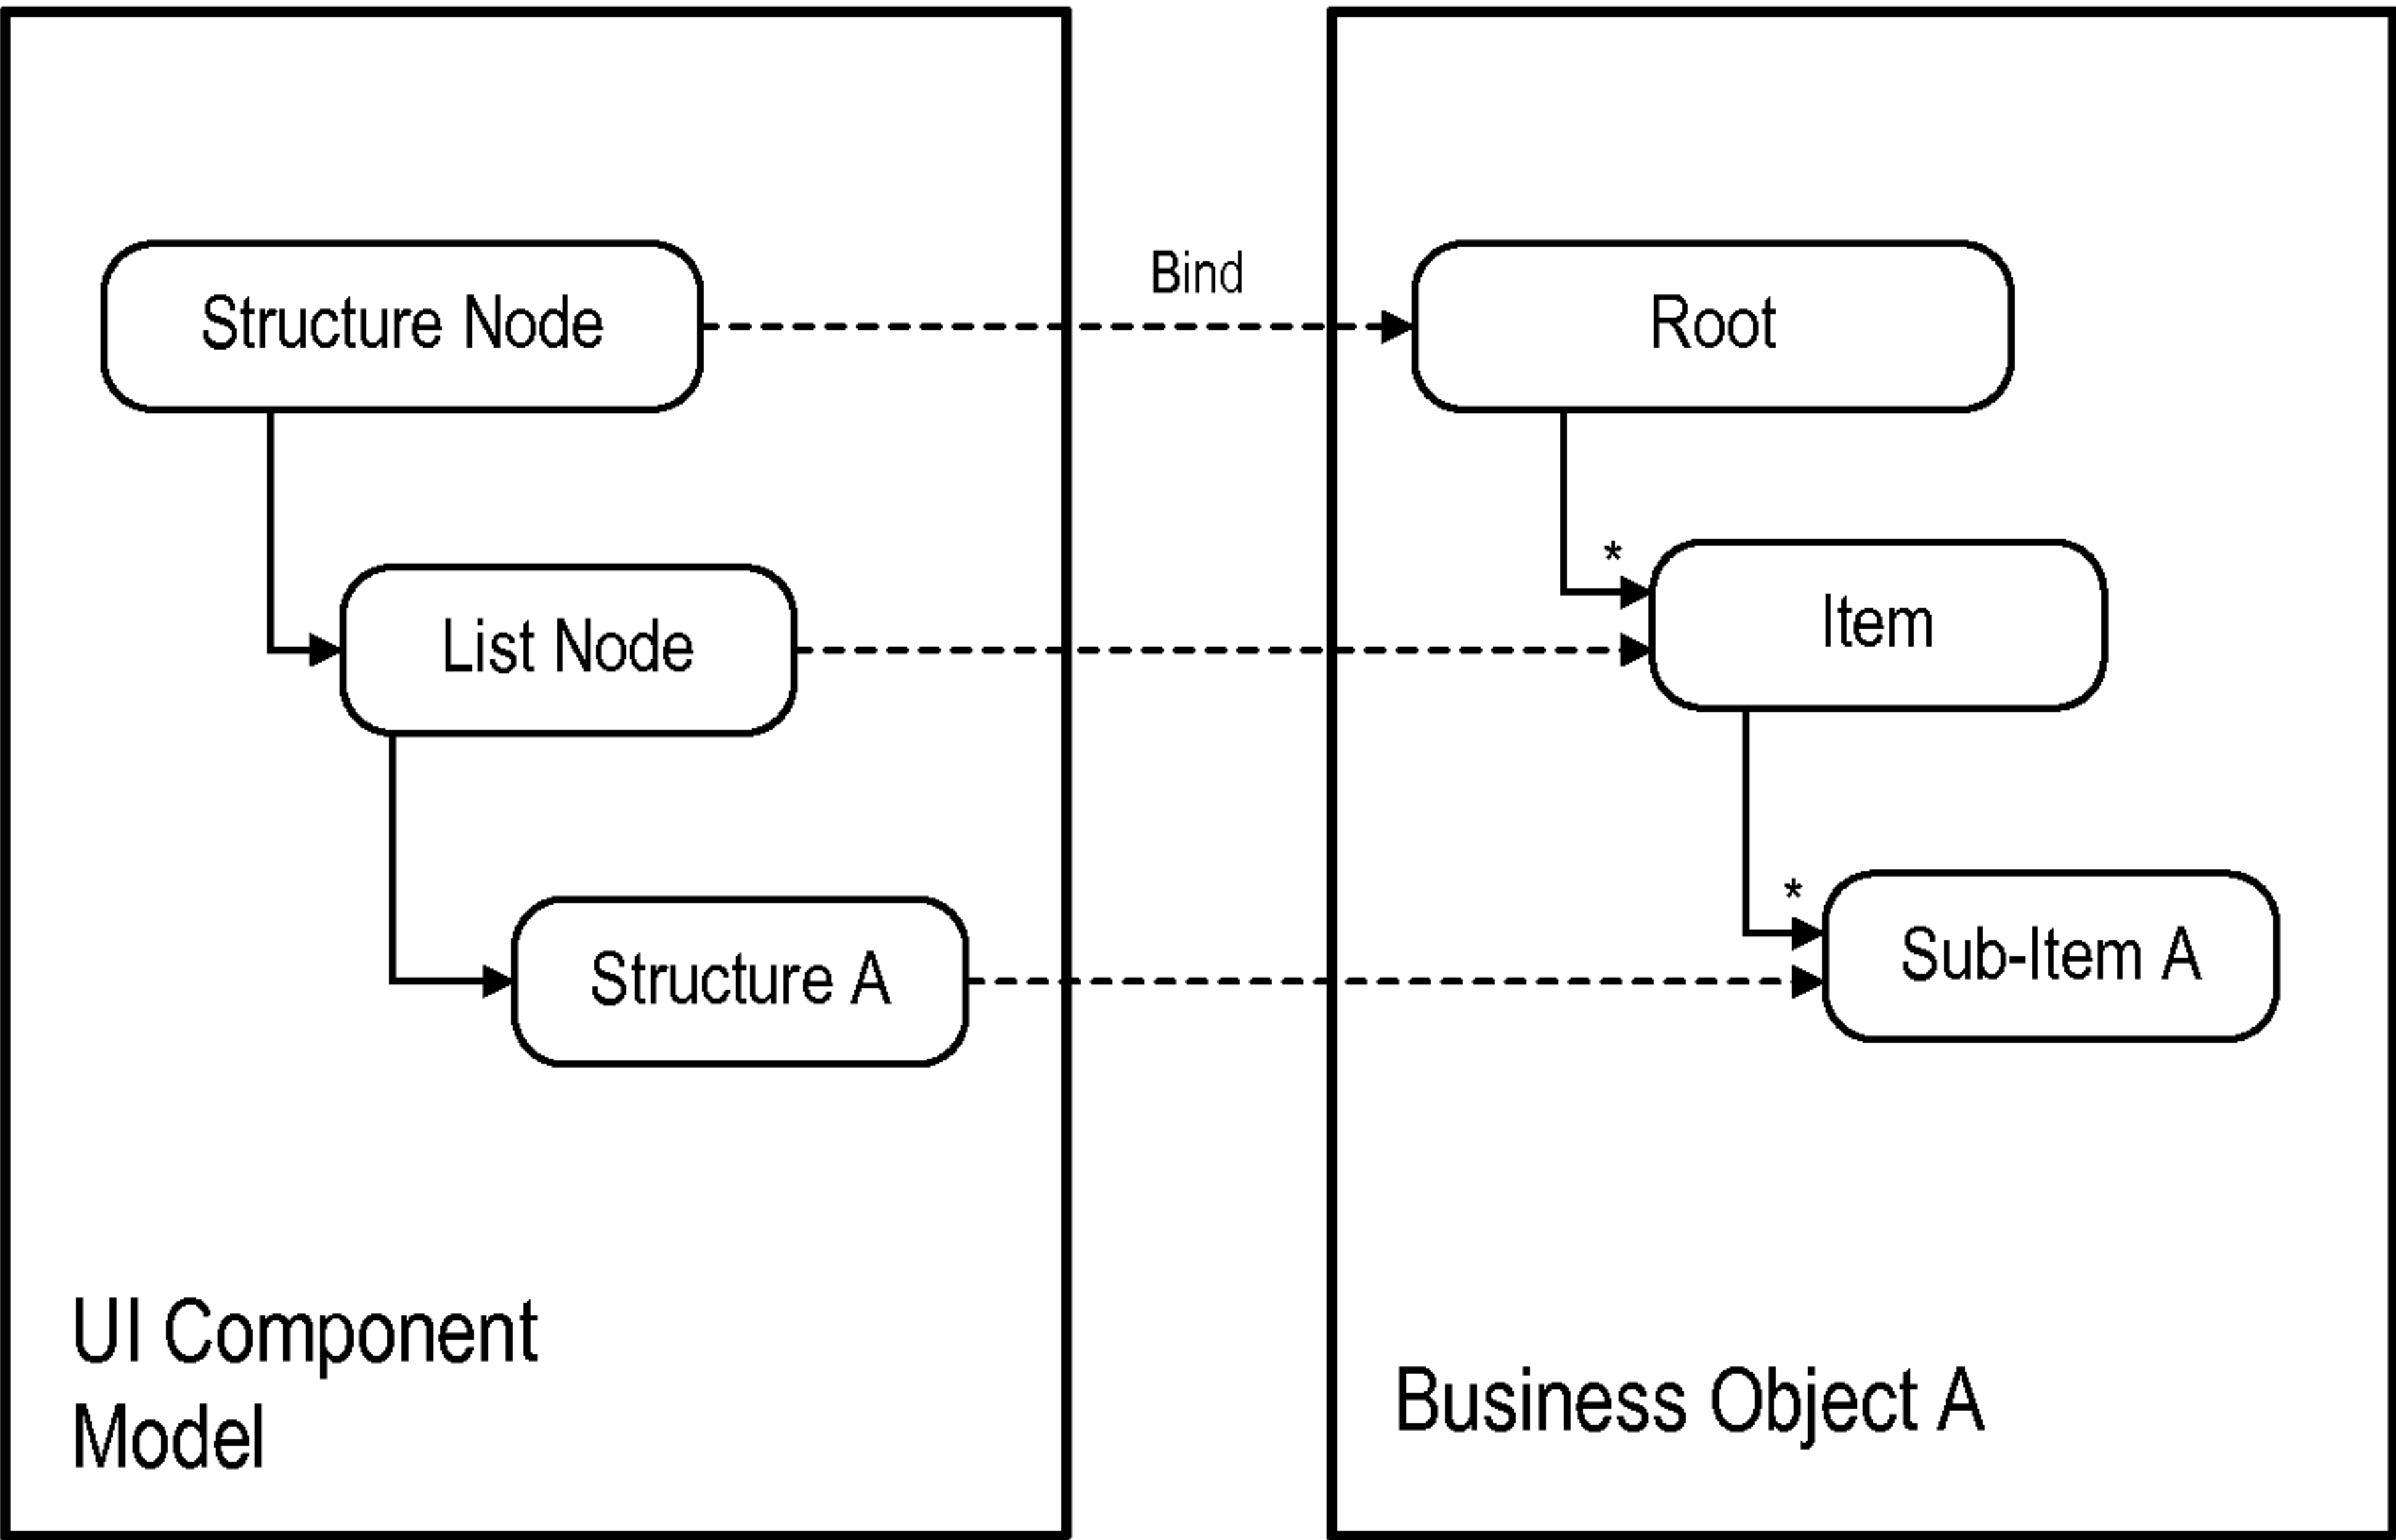 Structure Node
Bind
Root
*
Item
List Node
*
Sub-Item A
Structure A
UI Component
Model
Business Object A